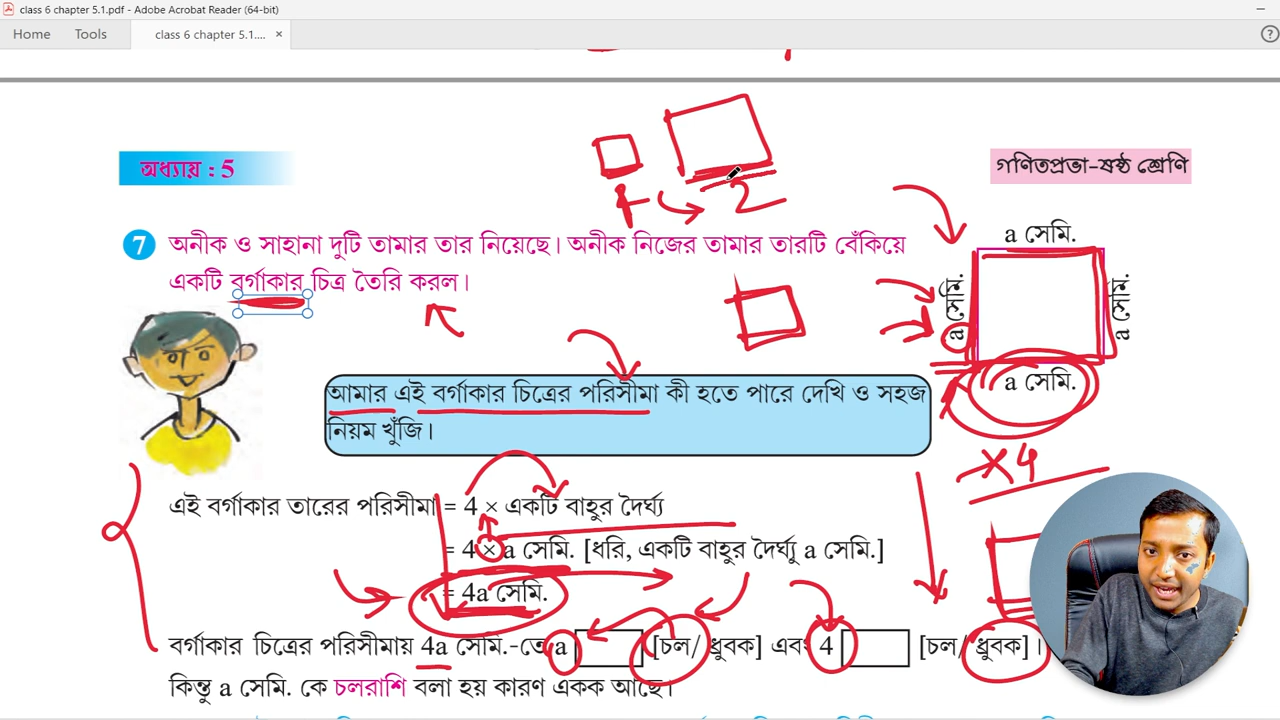 class 6 chapter 5.1.pdf - Adobe Acrobat Reader (64-bit)
Home Tools class 6 chapter 5.1.... ×
অধ্যায় : 5
গণিতপ্রভা-ষষ্ঠ শ্রেণি
2
7 অনীক ও সাহানা দুটি তামার তার নিয়েছে। অনীক নিজের তামার তারটি বেঁকিয়ে
একটি বর্গাকার চিত্র তৈরি করল।
a সেমি.
a সেমি.
a সেমি.
a সেমি.
×4
আমার এই বর্গাকার চিত্রের পরিসীমা কী হতে পারে দেখি ও সহজ
নিয়ম খুঁজি।
এই বর্গাকার তারের পরিসীমা = 4 × একটি বাহুর দৈর্ঘ্য
= 4 × a সেমি. [ধরি, একটি বাহুর দৈর্ঘ্য a সেমি.]
= 4a সেমি.
বর্গাকার চিত্রের পরিসীমায় 4a সেমি.-তে a [চল/ ধ্রুবক] এবং 4 [চল/ ধ্রুবক]।
কিন্তু a সেমি. কে চলরাশি বলা হয় কারণ একক আছে।